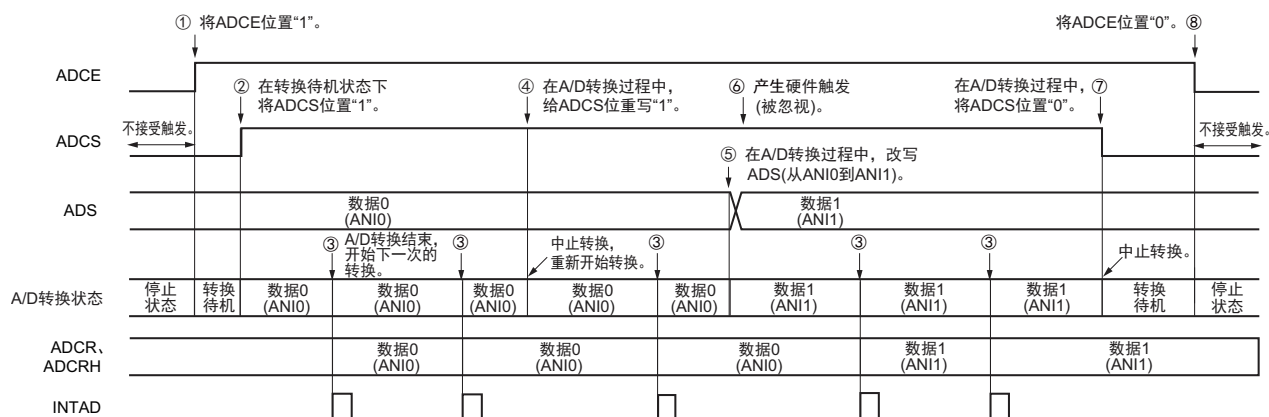 ① 将ADCE位置“1”。
将ADCE位置“0”。⑧
ADCE
② 在转换待机状态下
将ADCS位置“1”。
④ 在A/D转换过程中，
给ADCS位重写“1”。
⑥ 产生硬件触发
(被忽视)。
在A/D转换过程中，⑦
将ADCS位置“0”。
不接受触发。
ADCS
不接受触发。
⑤ 在A/D转换过程中，改写
ADS(从ANI0到ANI1)。
ADS
数据0
(ANI0)
数据1
(ANI1)
③ A/D转换结束，
开始下一次的
转换。
③
中止转换，
重新开始转换。
③
③
③
中止转换。
A/D转换状态
停止
状态
转换
待机
数据0
(ANI0)
数据0
(ANI0)
数据0
(ANI0)
数据0
(ANI0)
数据0
(ANI0)
数据1
(ANI1)
数据1
(ANI1)
数据1
(ANI1)
转换
待机
停止
状态
ADCR、
ADCRH
数据0
(ANI0)
数据0
(ANI0)
数据0
(ANI0)
数据1
(ANI1)
数据1
(ANI1)
INTAD